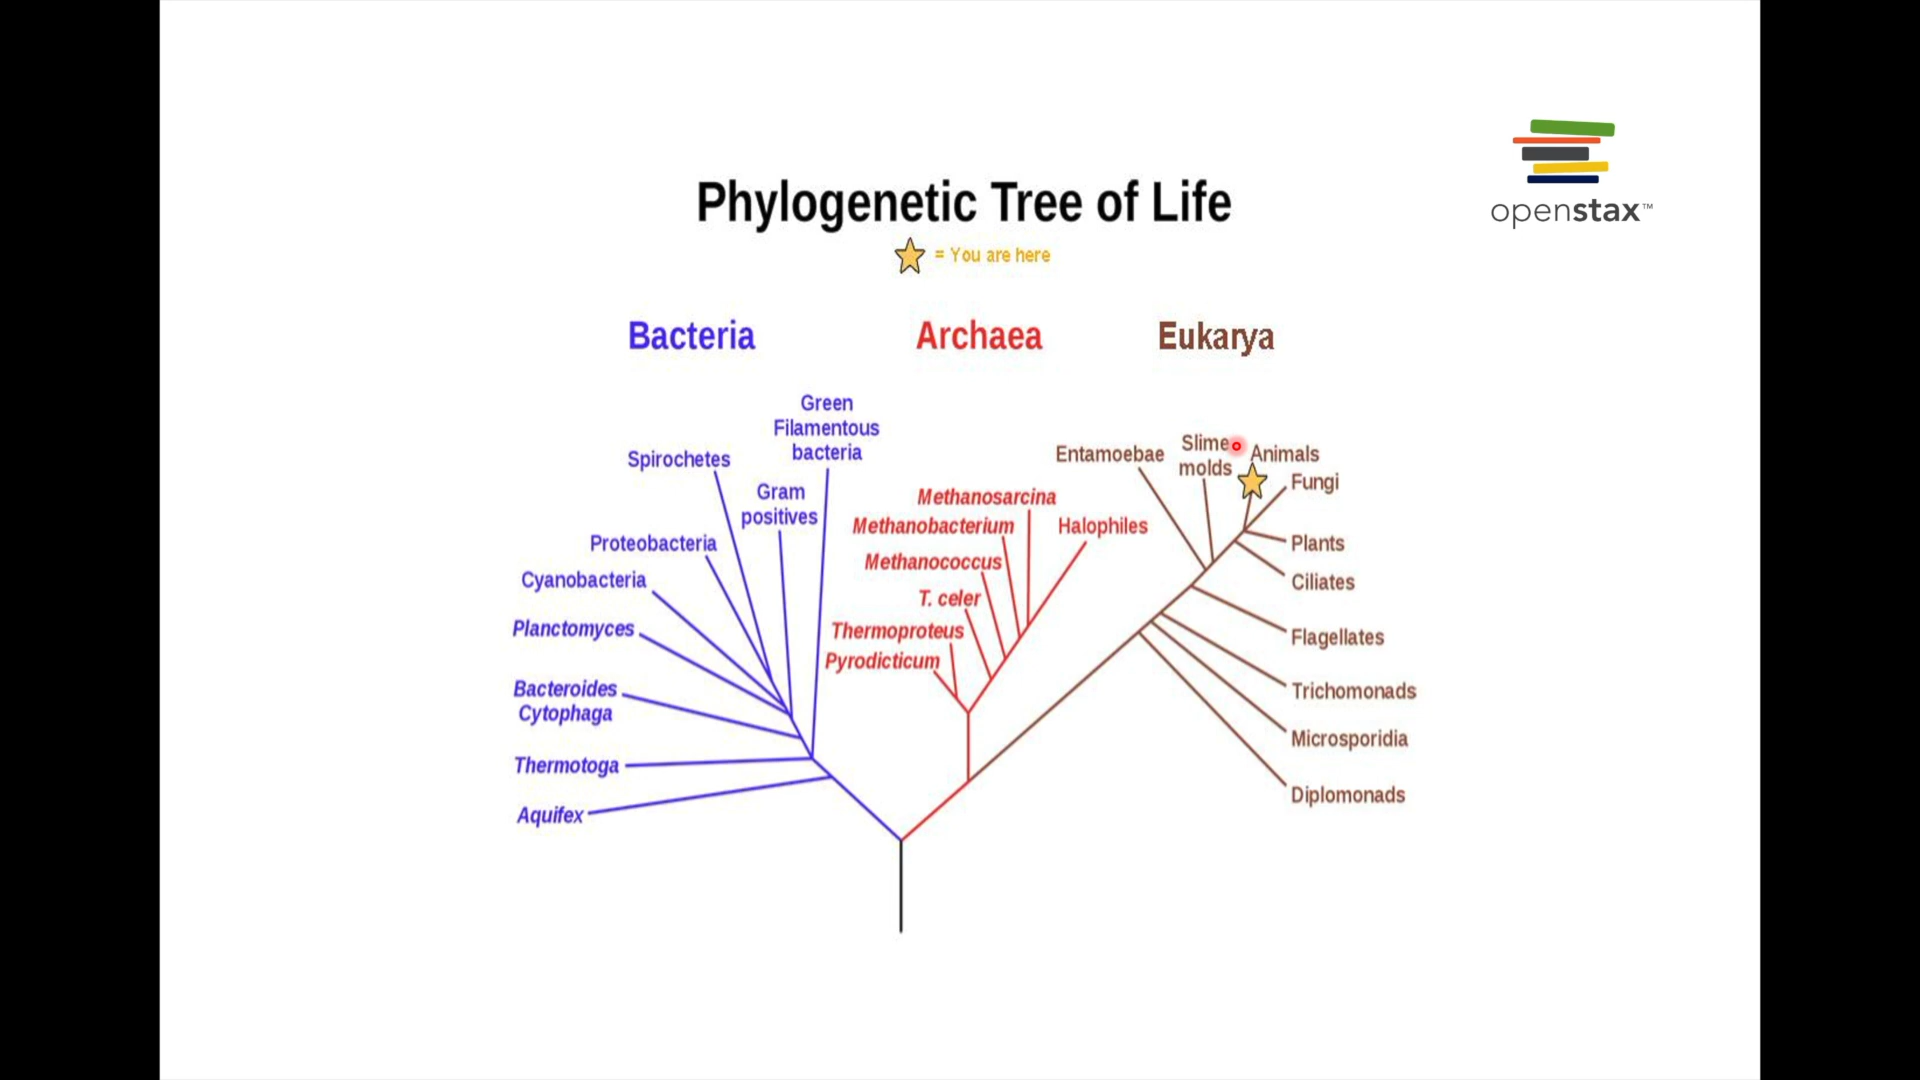 openstax™
Phylogenetic Tree of Life
= You are here
Bacteria
Archaea
Eukarya
Green
Filamentous
bacteria
Spirochetes
Gram
positives
Proteobacteria
Cyanobacteria
Planctomyces
Bacteroides
Cytophaga
Thermotoga
Aquifex
Methanosarcina
Methanobacterium
Halophiles
Methanococcus
T. celer
Thermoproteus
Pyrodicticum
Entamoebae
Slime
molds
Animals
Fungi
Plants
Ciliates
Flagellates
Trichomonads
Microsporidia
Diplomonads